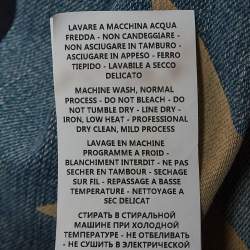 LAVARE A MACCHINA ACQUA
FREDDA - NON CANDEGGIARE -
NON ASCIUGARE IN TAMBURO -
ASCIUGARE IN APPESO - FERRO
TIEPIDO - LAVABILE A SECCO
DELICATO
MACHINE WASH, NORMAL
PROCESS - DO NOT BLEACH - DO
NOT TUMBLE DRY - LINE DRY -
IRON, LOW HEAT - PROFESSIONAL
DRY CLEAN, MILD PROCESS
LAVAGE EN MACHINE
PROGRAMME A FROID -
BLANCHIMENT INTERDIT - NE PAS
SECHER EN TAMBOUR - SECHAGE
SUR FIL - REPASSAGE A BASSE
TEMPERATURE - NETTOYAGE A
SEC DELICAT
СТИРАТЬ В СТИРАЛЬНОЙ
МАШИНЕ ПРИ ХОЛОДНОЙ
ТЕМПЕРАТУРЕ - НЕ ОТБЕЛИВАТЬ
- НЕ СУШИТЬ В ЭЛЕКТРИЧЕСКОЙ